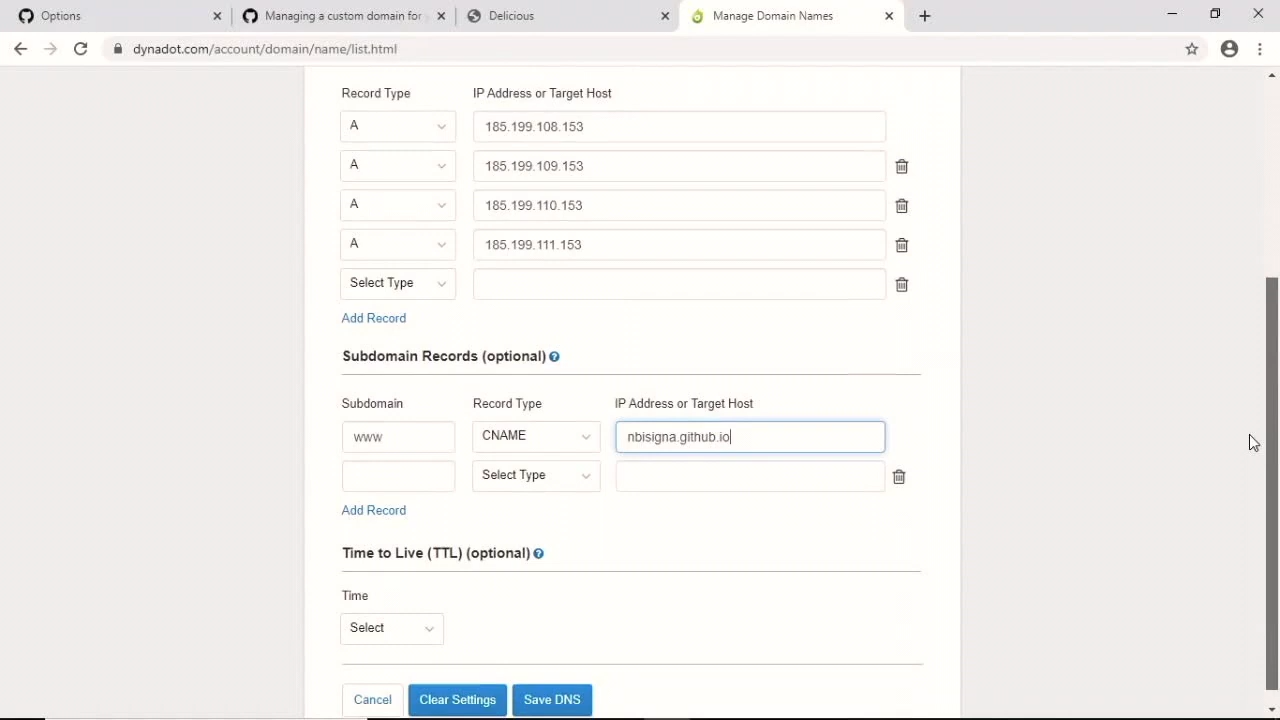 Options
Managing a custom domain for
Delicious
Manage Domain Names
dynadot.com/account/domain/name/list.html
Record Type IP Address or Target Host
A 185.199.108.153
A 185.199.109.153
A 185.199.110.153
A 185.199.111.153
Select Type
Add Record
Subdomain Records (optional) ?
Subdomain Record Type IP Address or Target Host
www CNAME nbisigna.github.io
Select Type
Add Record
Time to Live (TTL) (optional) ?
Time
Select
Cancel Clear Settings Save DNS